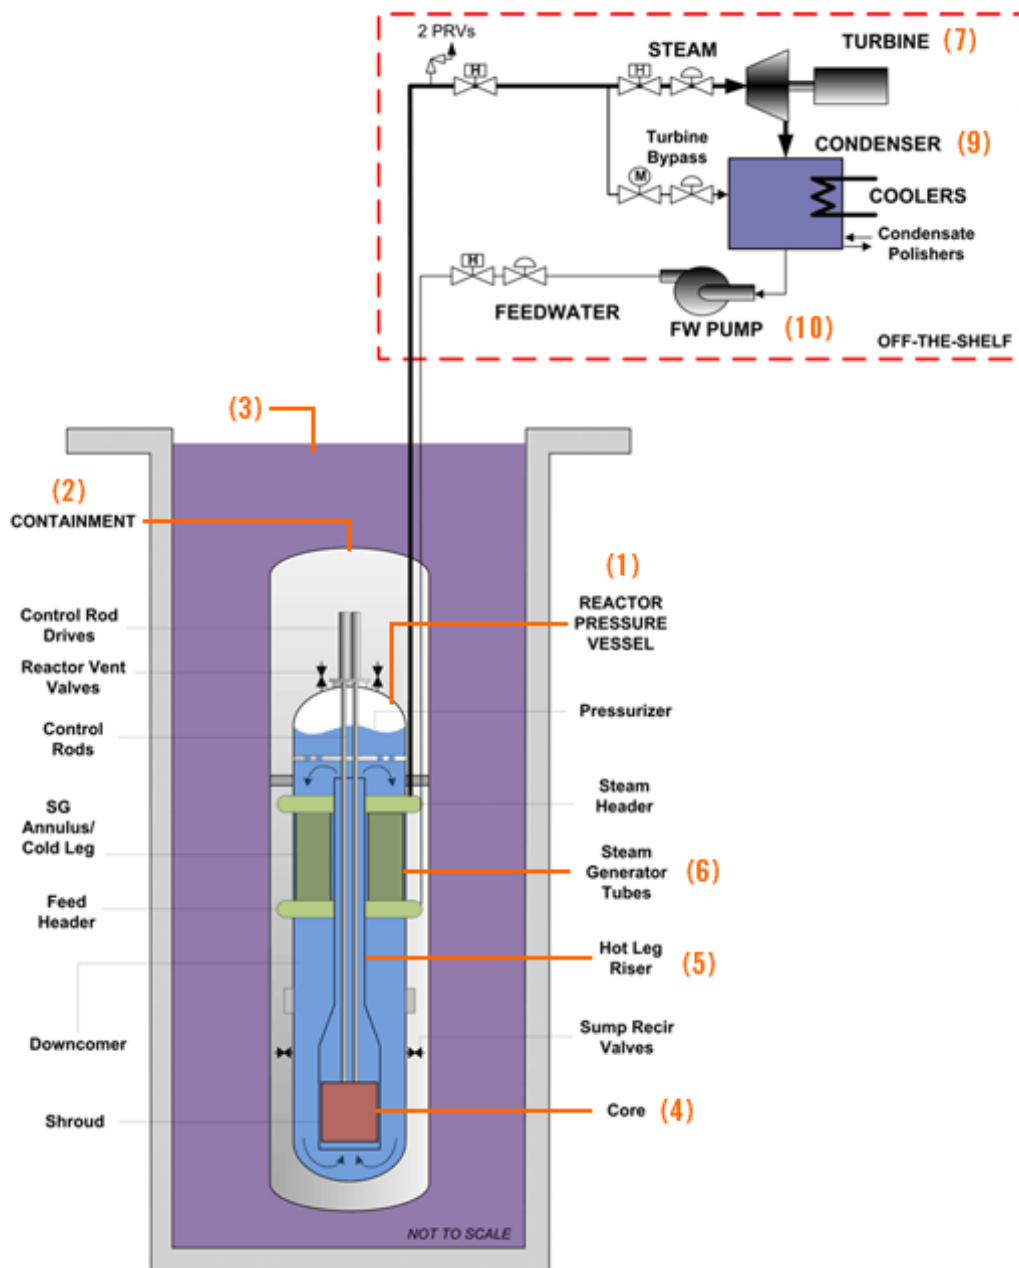 2 PRVs
H
STEAM
H
TURBINE (7)
Turbine
Bypass
M
CONDENSER (9)
COOLERS
Condensate
Polishers
H
FEEDWATER
FW PUMP (10)
OFF-THE-SHELF
(3)
(2)
CONTAINMENT
(1)
REACTOR
PRESSURE
VESSEL
Control Rod
Drives
Reactor Vent
Valves
Control
Rods
SG
Annulus/
Cold Leg
Feed
Header
Downcomer
Shroud
Pressurizer
Steam
Header
Steam
Generator
Tubes
(6)
Hot Leg
Riser
(5)
Sump Recir
Valves
Core (4)
NOT TO SCALE